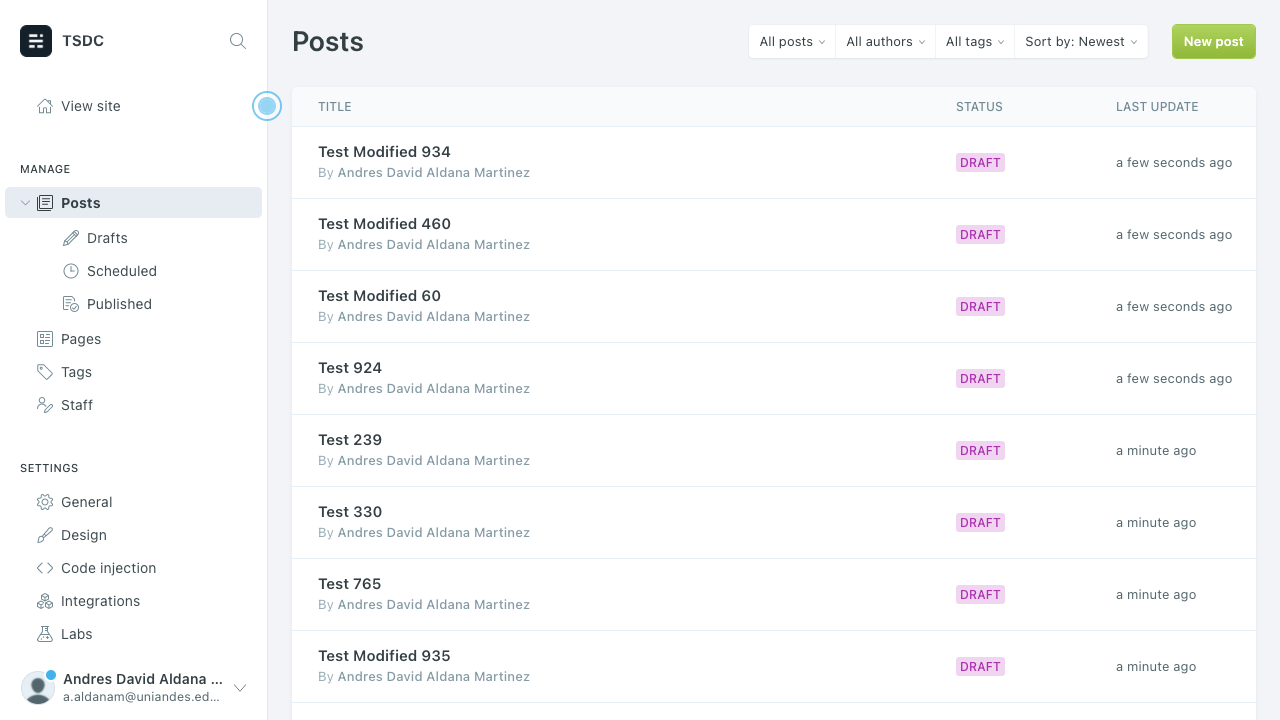 TSDC
View site
MANAGE
Posts
Drafts
Scheduled
Published
Pages
Tags
Staff
SETTINGS
General
Design
Code injection
Integrations
Labs
Andres David Aldana ...
a.aldanam@uniandes.ed...
Posts
All posts All authors All tags Sort by: Newest New post
TITLE STATUS LAST UPDATE
Test Modified 934
By Andres David Aldana Martinez
DRAFT a few seconds ago
Test Modified 460
By Andres David Aldana Martinez
DRAFT a few seconds ago
Test Modified 60
By Andres David Aldana Martinez
DRAFT a few seconds ago
Test 924
By Andres David Aldana Martinez
DRAFT a few seconds ago
Test 239
By Andres David Aldana Martinez
DRAFT a minute ago
Test 330
By Andres David Aldana Martinez
DRAFT a minute ago
Test 765
By Andres David Aldana Martinez
DRAFT a minute ago
Test Modified 935
By Andres David Aldana Martinez
DRAFT a minute ago